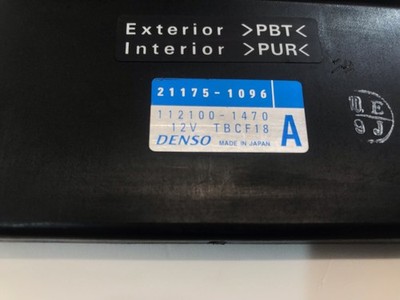 Exterior >PBT<
Interior >PUR<
21175-1096
112100-1470
12V TBCF18
A
DENSO MADE IN JAPAN